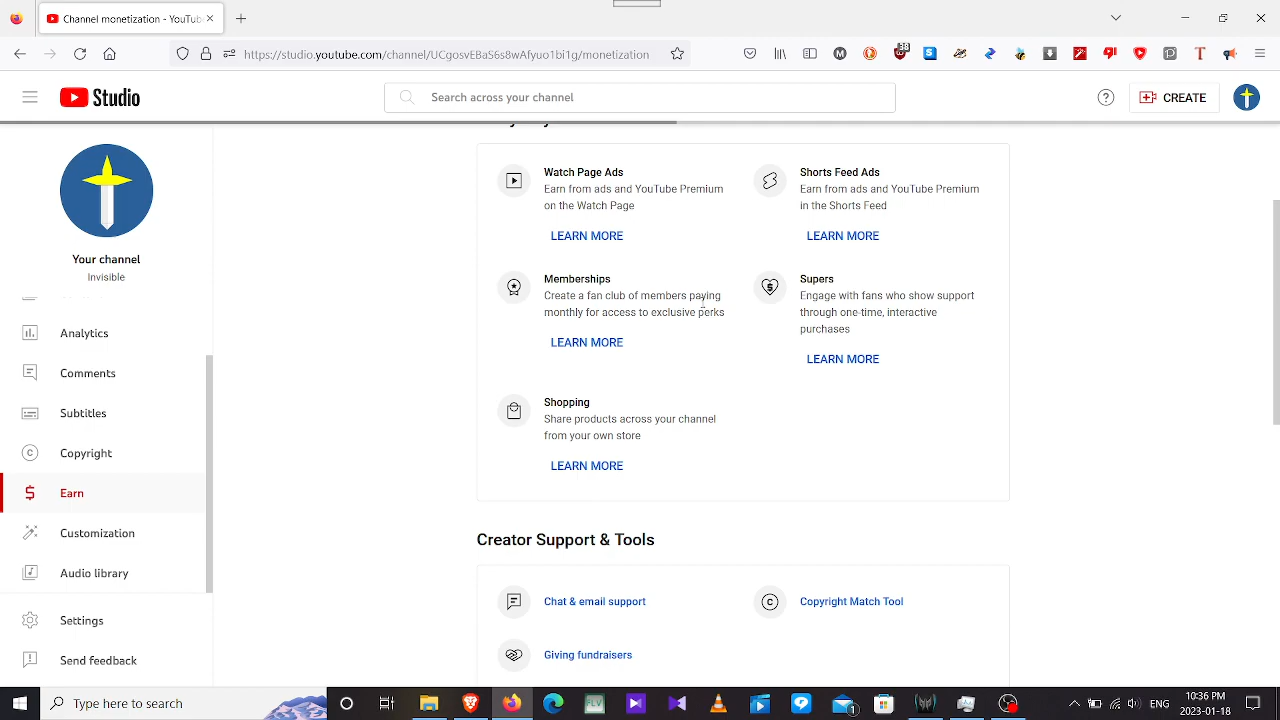 Channel monetization - YouTub
https://studio.youtube.com/channel/UCgosvEBaS6s8wAfyuo1bi1g/monetization
38
Studio
Search across your channel
CREATE
Your channel
Invisible
Analytics
Comments
Subtitles
Copyright
Earn
Customization
Audio library
Settings
Send feedback
Watch Page Ads
Earn from ads and YouTube Premium
on the Watch Page
LEARN MORE
Shorts Feed Ads
Earn from ads and YouTube Premium
in the Shorts Feed
LEARN MORE
Memberships
Create a fan club of members paying
monthly for access to exclusive perks
LEARN MORE
Supers
Engage with fans who show support
through one-time, interactive
purchases
LEARN MORE
Shopping
Share products across your channel
from your own store
LEARN MORE
Creator Support & Tools
Chat & email support
Copyright Match Tool
Giving fundraisers
Type here to search
FLV
1
ENG
10:36 PM
2023-01-18